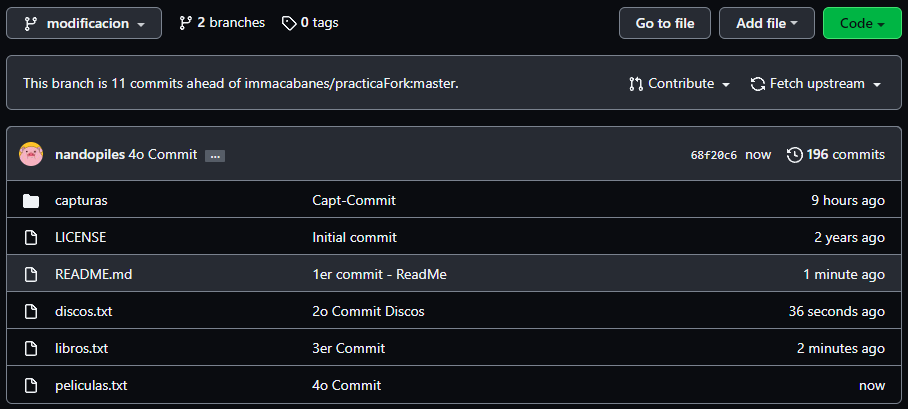 modificacion 2 branches 0 tags Go to file Add file Code
This branch is 11 commits ahead of immacabanes/practicaFork:master. Contribute Fetch upstream
nandopiles 4o Commit ... 68f20c6 now 196 commits
capturas Capt-Commit 9 hours ago
LICENSE Initial commit 2 years ago
README.md 1er commit - ReadMe 1 minute ago
discos.txt 2o Commit Discos 36 seconds ago
libros.txt 3er Commit 2 minutes ago
peliculas.txt 4o Commit now